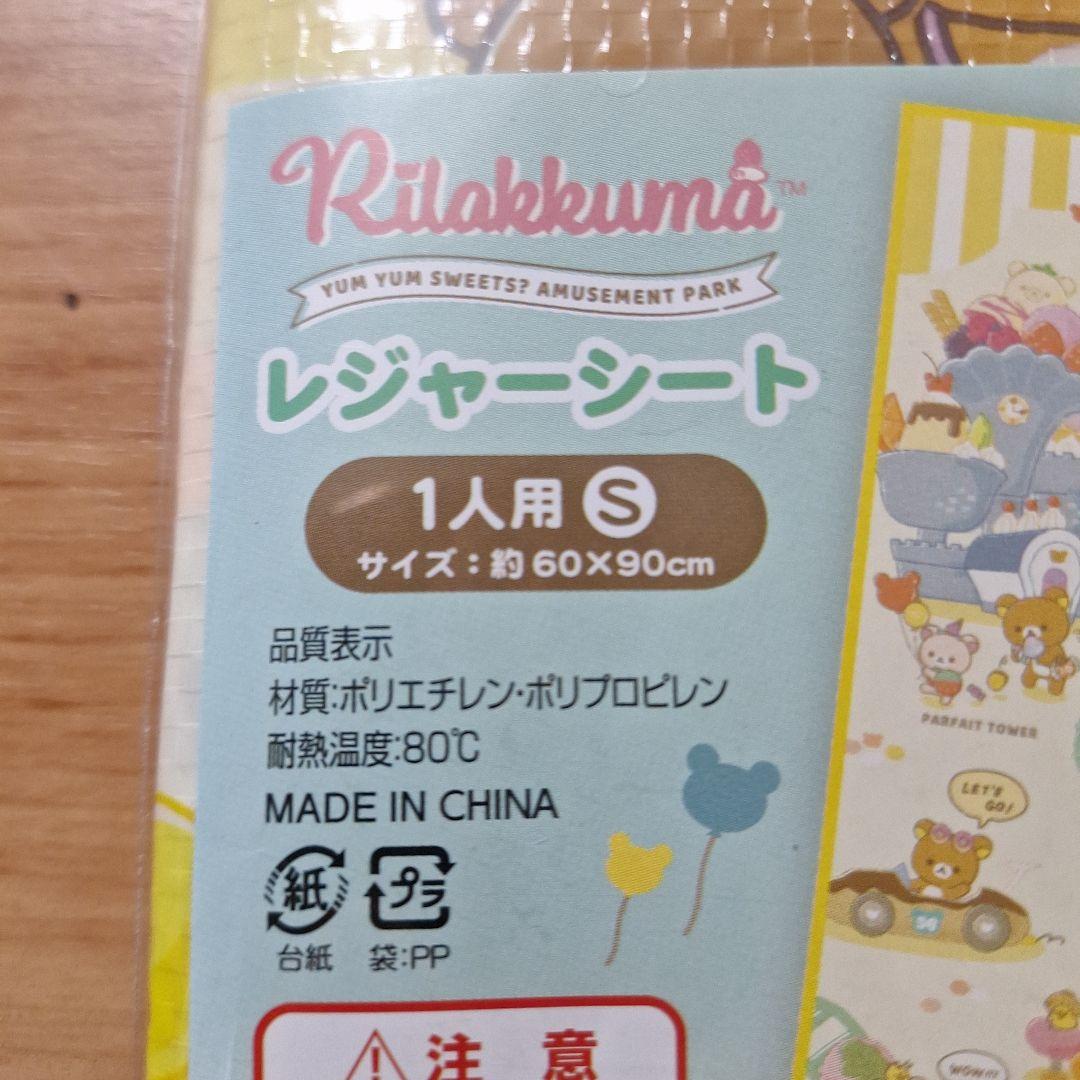 Rilakkuma™
YUM YUM SWEETS? AMUSEMENT PARK
レジャーシート
1人用 Ⓢ
サイズ：約60×90cm
品質表示
材質:ポリエチレン・ポリプロピレン
耐熱温度:80℃
MADE IN CHINA
紙 プラ
台紙 袋:PP
注意
PARFAIT TOWER
LET'S
GO!
WOW!!!